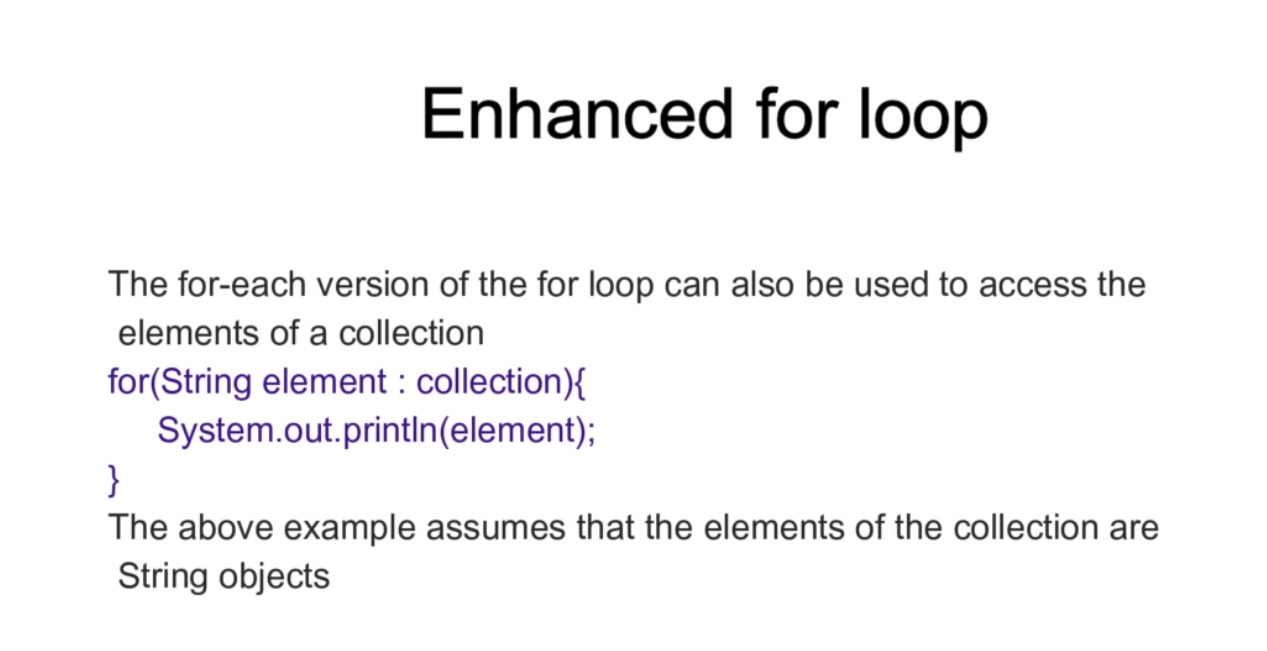 Enhanced for loop
The for-each version of the for loop can also be used to access the
elements of a collection
for(String element : collection){
System.out.println(element);
}
The above example assumes that the elements of the collection are
String objects